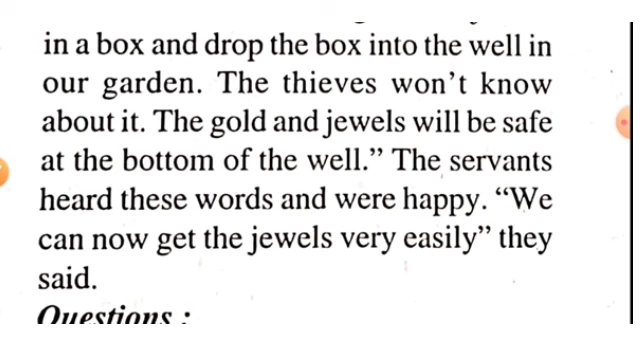 in a box and drop the box into the well in
our garden. The thieves won't know
about it. The gold and jewels will be safe
at the bottom of the well.” The servants
heard these words and were happy. “We
can now get the jewels very easily” they
said.
Questions :